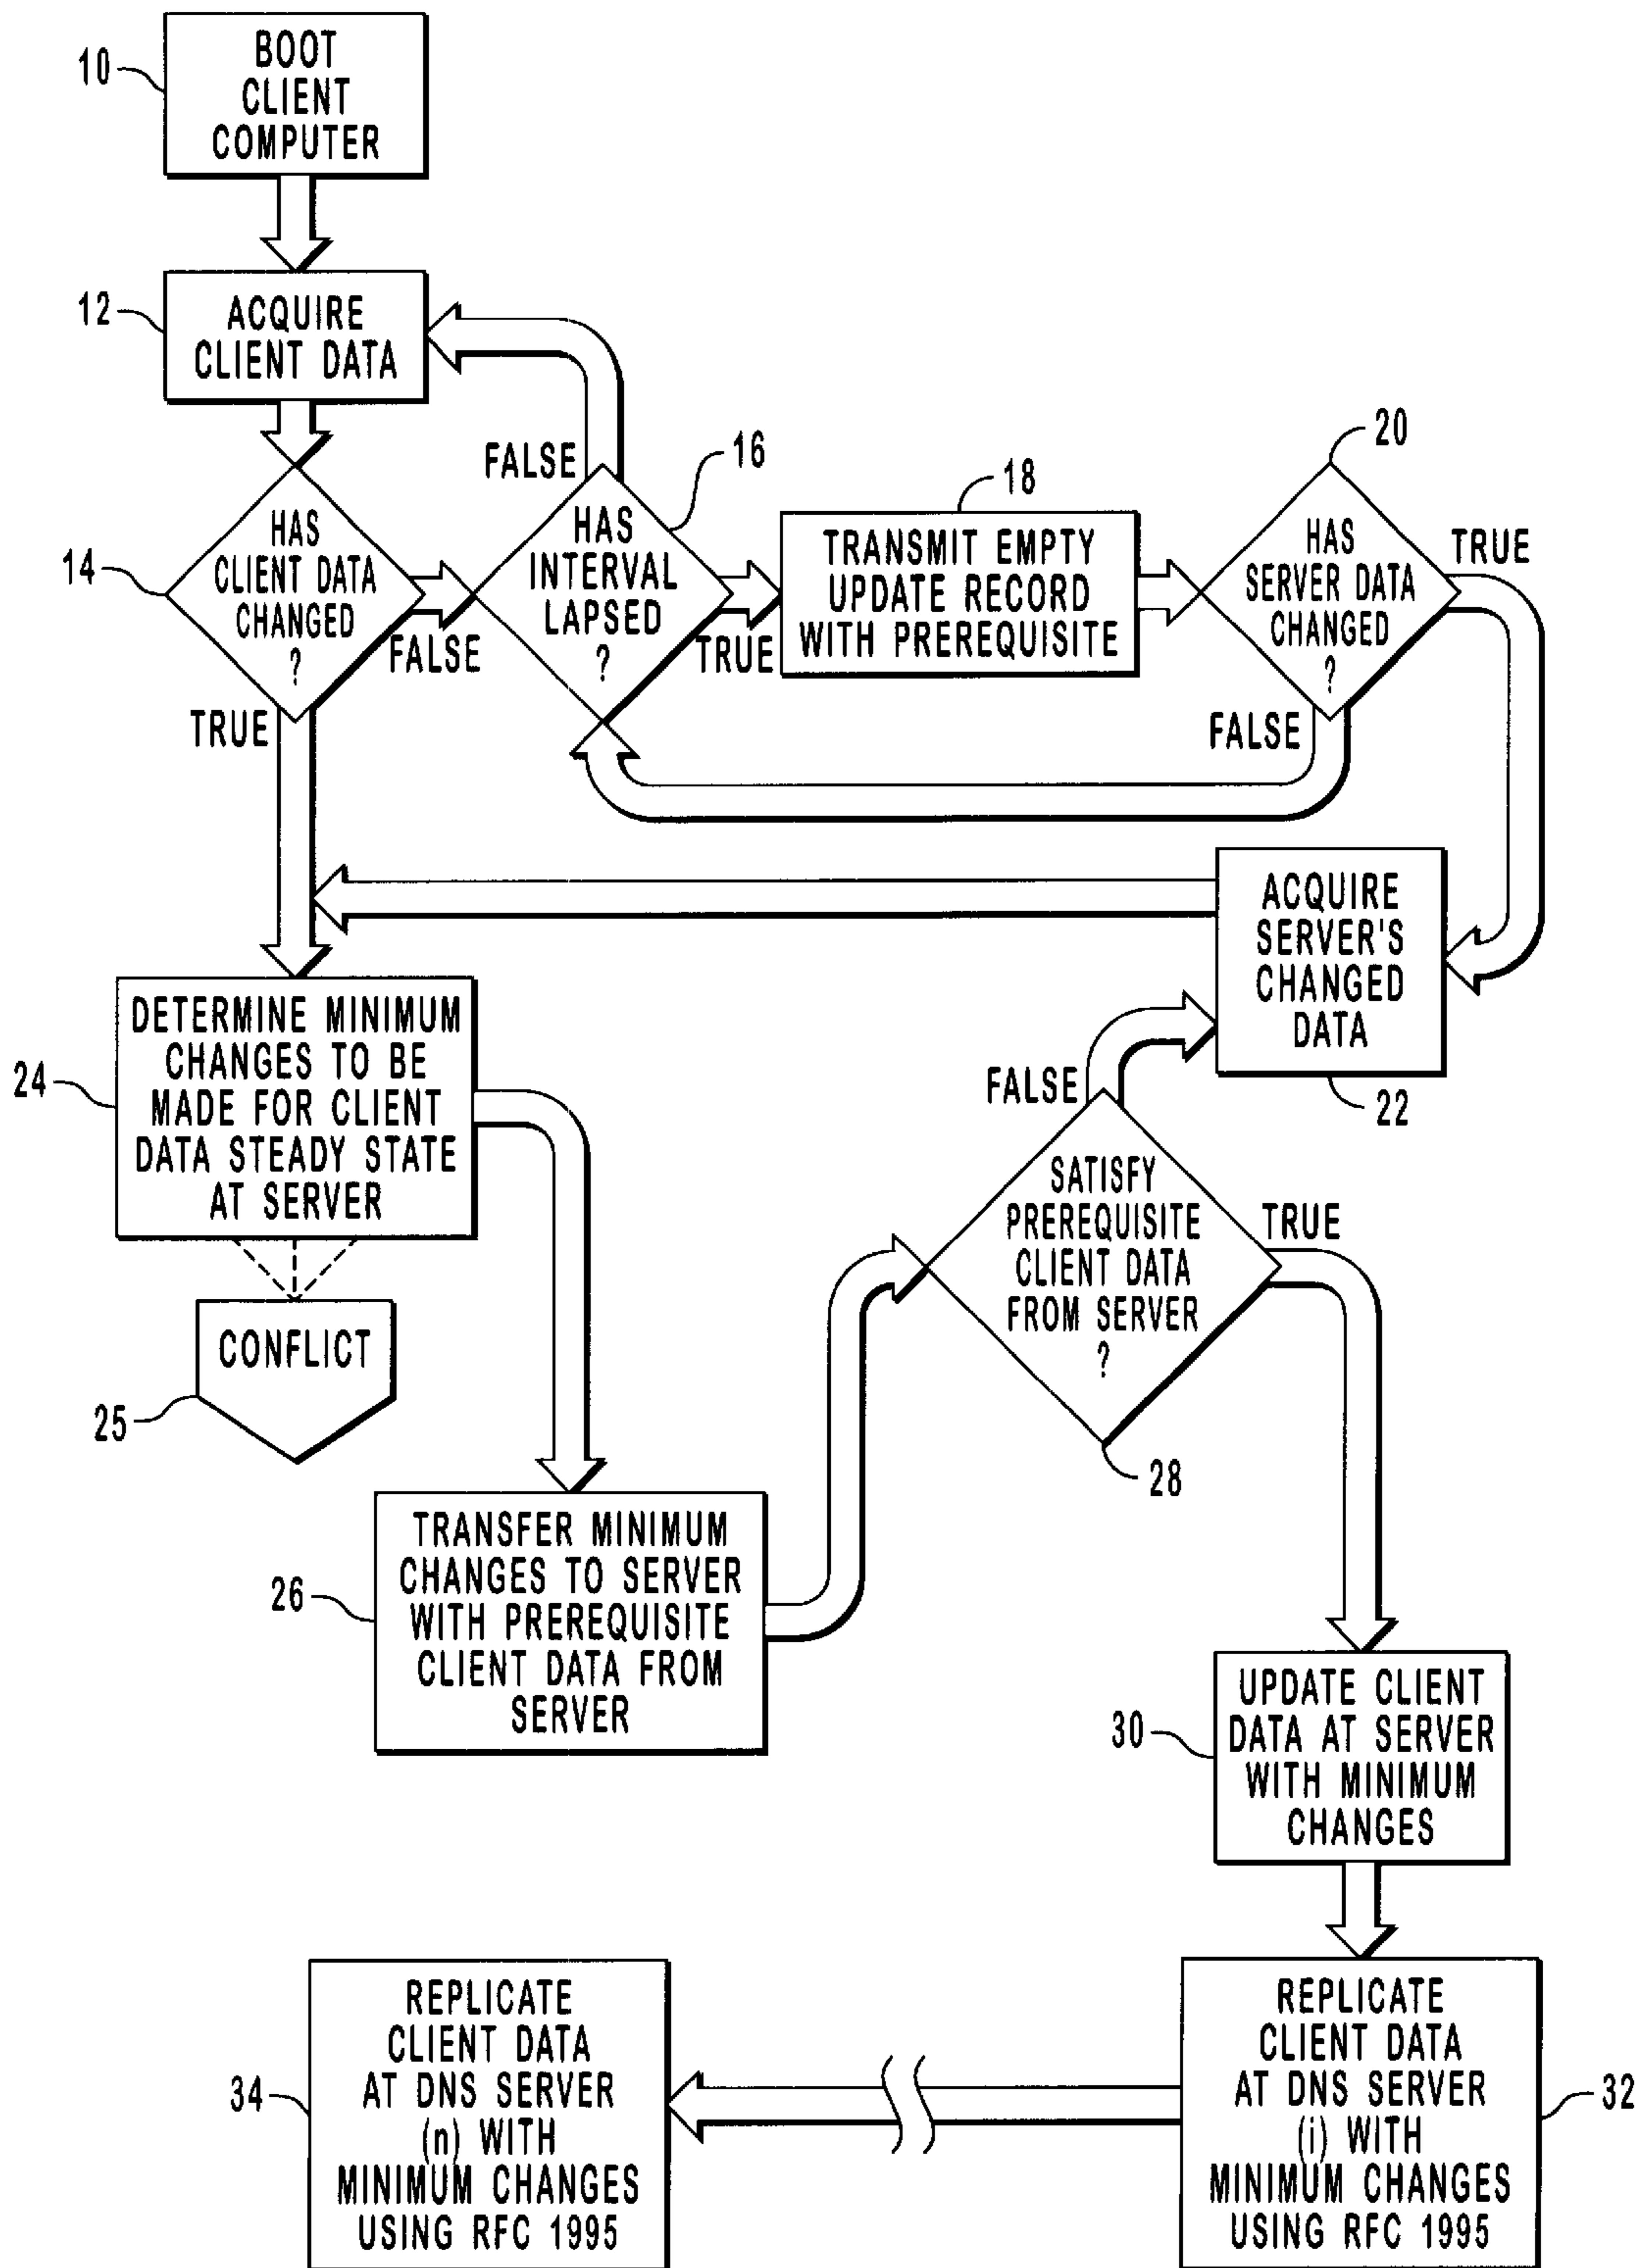 10
BOOT
CLIENT
COMPUTER
12
ACQUIRE
CLIENT DATA
14
HAS
CLIENT DATA
CHANGED
?
FALSE
TRUE
16
FALSE
HAS
INTERVAL
LAPSED
?
TRUE
18
TRANSMIT EMPTY
UPDATE RECORD
WITH PREREQUISITE
20
HAS
SERVER DATA
CHANGED
?
TRUE
FALSE
ACQUIRE
SERVER'S
CHANGED
DATA
22
24
DETERMINE MINIMUM
CHANGES TO BE
MADE FOR CLIENT
DATA STEADY STATE
AT SERVER
CONFLICT
25
26
TRANSFER MINIMUM
CHANGES TO SERVER
WITH PREREQUISITE
CLIENT DATA FROM
SERVER
FALSE
SATISFY
PREREQUISITE
CLIENT DATA
FROM SERVER
?
TRUE
28
30
UPDATE CLIENT
DATA AT SERVER
WITH MINIMUM
CHANGES
REPLICATE
CLIENT DATA
AT DNS SERVER
(i) WITH
MINIMUM CHANGES
USING RFC 1995
32
34
REPLICATE
CLIENT DATA
AT DNS SERVER
(n) WITH
MINIMUM CHANGES
USING RFC 1995